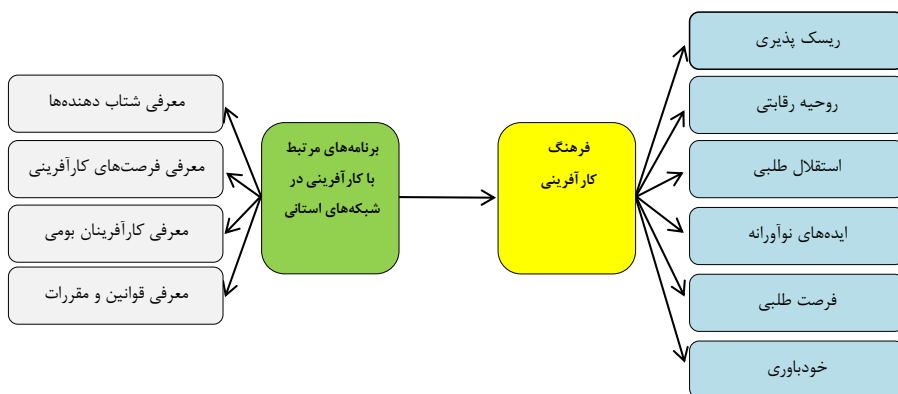 ریسک پذیری
روحیه رقابتی
استقلال طلبی
ایده‌های نوآورانه
فرصت طلبی
خودباوری
فرهنگ
کارآفرینی
برنامه‌های مرتبط
با کارآفرینی در
شبکه‌های استانی
معرفی شتاب دهنده‌ها
معرفی فرصت‌های کارآفرینی
معرفی کارآفرینان بومی
معرفی قوانین و مقررات